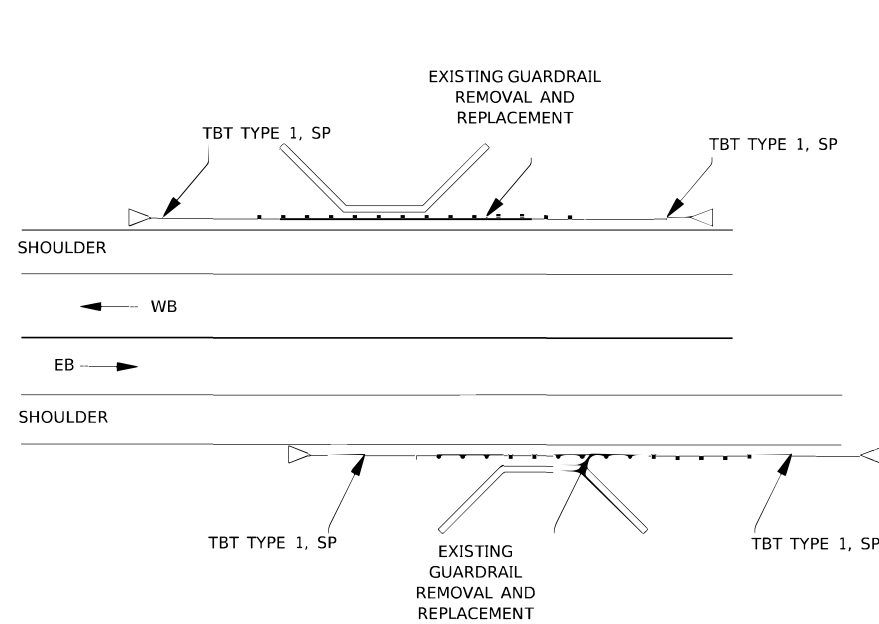 EXISTING GUARDRAIL
REMOVAL AND
REPLACEMENT
TBT TYPE 1, SP
TBT TYPE 1, SP
SHOULDER
WB
EB
SHOULDER
TBT TYPE 1, SP
TBT TYPE 1, SP
EXISTING
GUARDRAIL
REMOVAL AND
REPLACEMENT